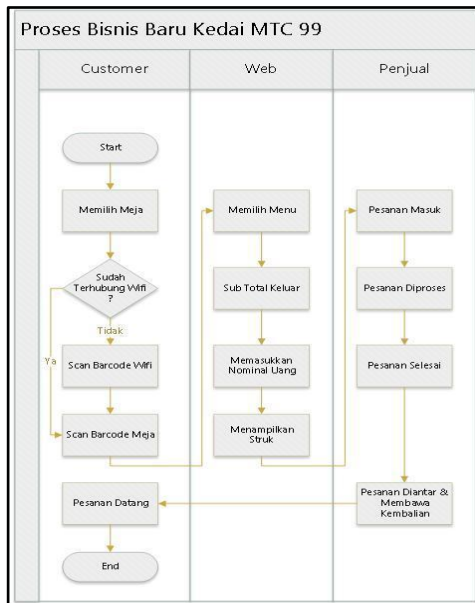 Proses Bisnis Baru Kedai MTC 99
Customer
Web
Penjual
Start
Memilih Meja
Sudah
Terhubung Wifi
?
Tidak
Ya
Scan Barcode Wifi
Scan Barcode Meja
Pesanan Datang
End
Memilih Menu
Sub Total Keluar
Memasukkan
Nominal Uang
Menampilkan
Struk
Pesanan Masuk
Pesanan Diproses
Pesanan Selesai
Pesanan Diantar &
Membawa
Kembalian